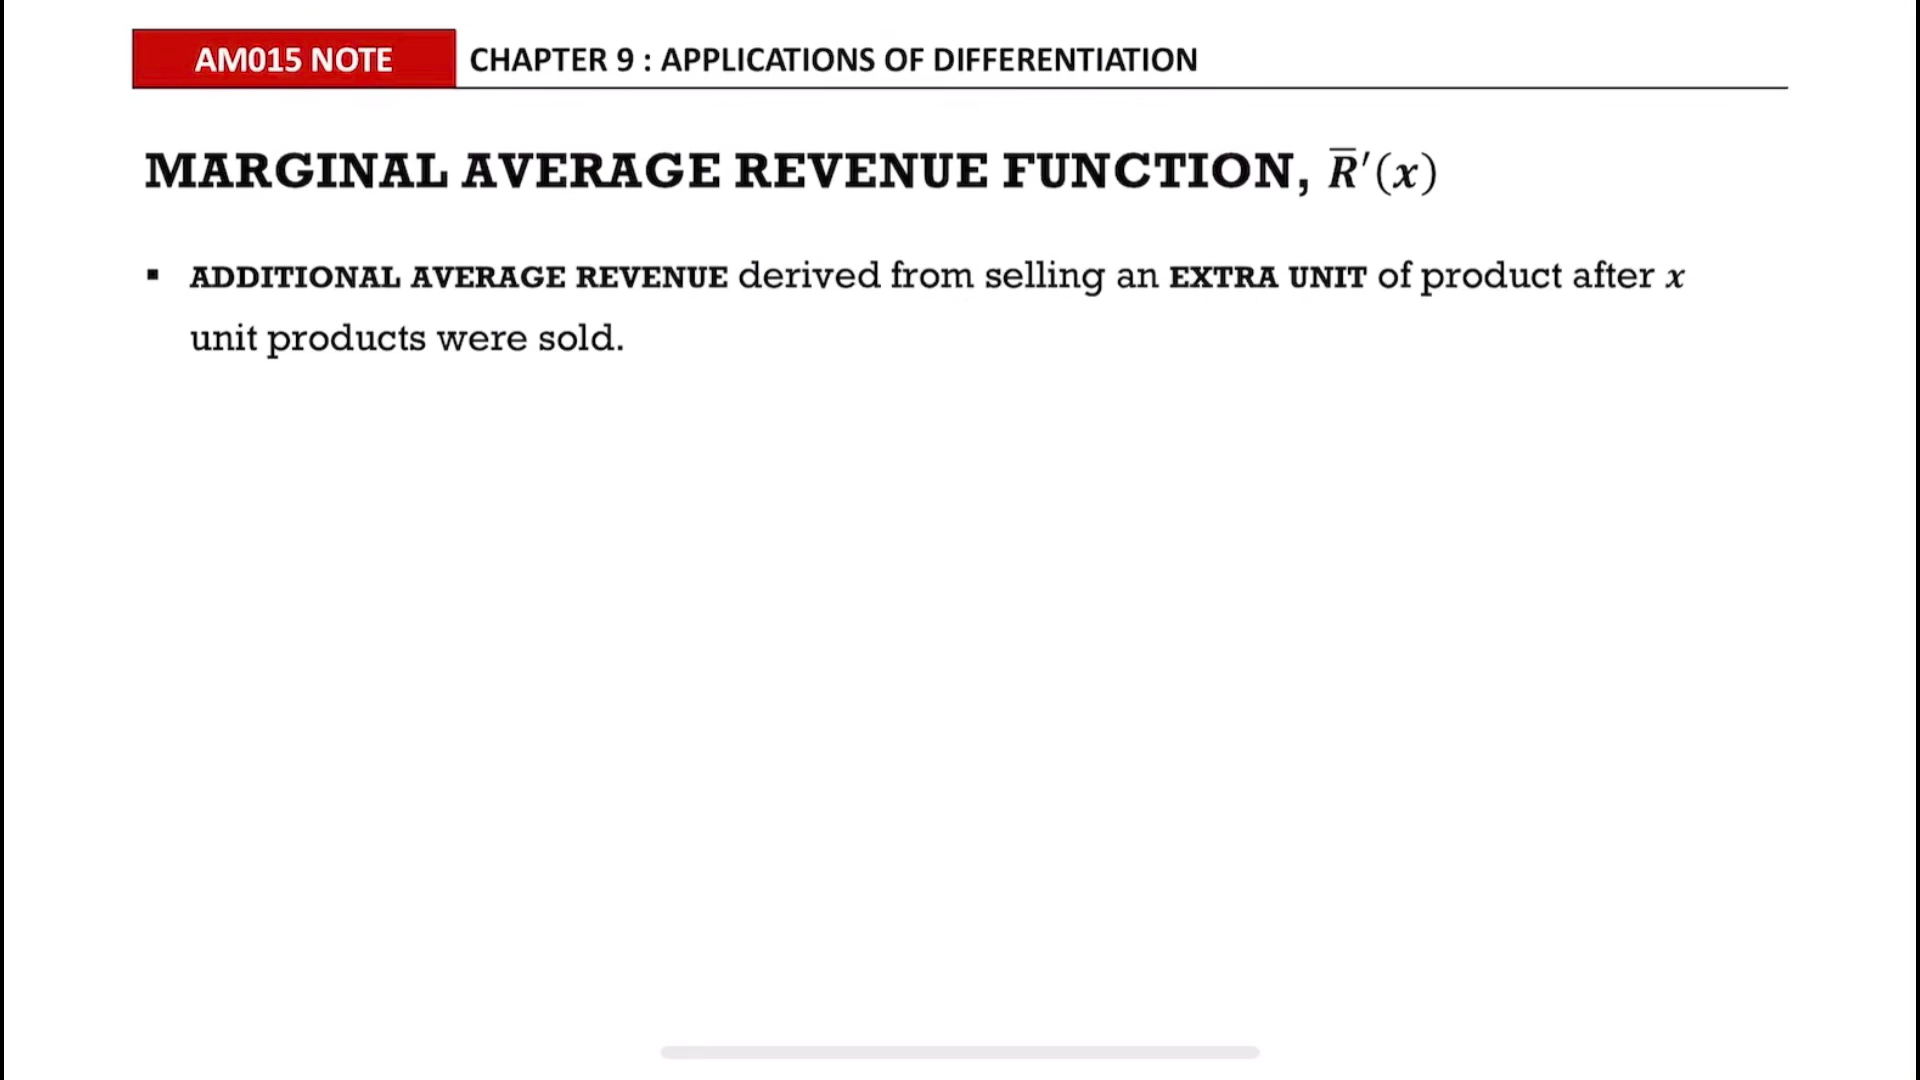 AM015 NOTE CHAPTER 9 : APPLICATIONS OF DIFFERENTIATION
MARGINAL AVERAGE REVENUE FUNCTION, R̅′(x)
▪ ADDITIONAL AVERAGE REVENUE derived from selling an EXTRA UNIT of product after x
unit products were sold.